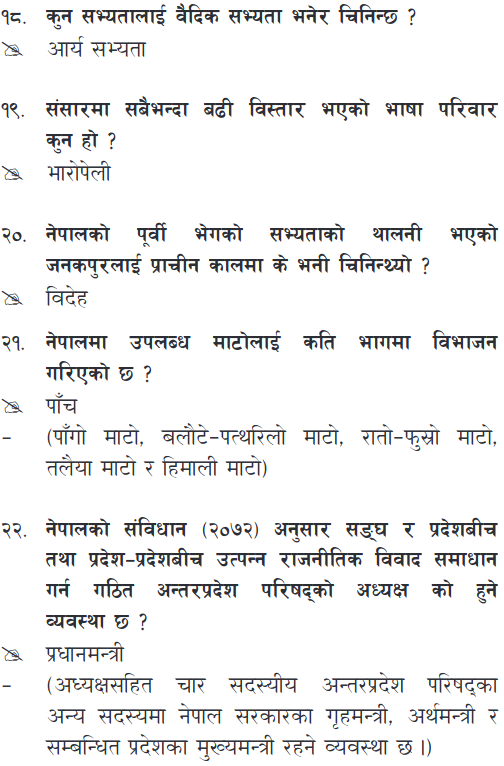 १८. कुन सभ्यतालाई वैदिक सभ्यता भनेर चिनिन्छ ?
आर्य सभ्यता
१९. संसारमा सबैभन्दा बढी विस्तार भएको भाषा परिवार
कुन हो ?
भारोपेली
२०. नेपालको पूर्वी भेगको सभ्यताको थालनी भएको
जनकपुरलाई प्राचीन कालमा के भनी चिनिन्थ्यो ?
विदेह
२१. नेपालमा उपलब्ध माटोलाई कति भागमा विभाजन
गरिएको छ ?
पाँच
– (पाँगो माटो, बलौटे–पत्थरिलो माटो, रातो–फुस्रो माटो,
तलैया माटो र हिमाली माटो)
२२. नेपालको संविधान (२०७२) अनुसार सङ्घ र प्रदेशबीच
तथा प्रदेश–प्रदेशबीच उत्पन्न राजनीतिक विवाद समाधान
गर्न गठित अन्तरप्रदेश परिषद्को अध्यक्ष को हुने
व्यवस्था छ ?
प्रधानमन्त्री
– (अध्यक्षसहित चार सदस्यीय अन्तरप्रदेश परिषद्का
अन्य सदस्यमा नेपाल सरकारका गृहमन्त्री, अर्थमन्त्री र
सम्बन्धित प्रदेशका मुख्यमन्त्री रहने व्यवस्था छ ।)